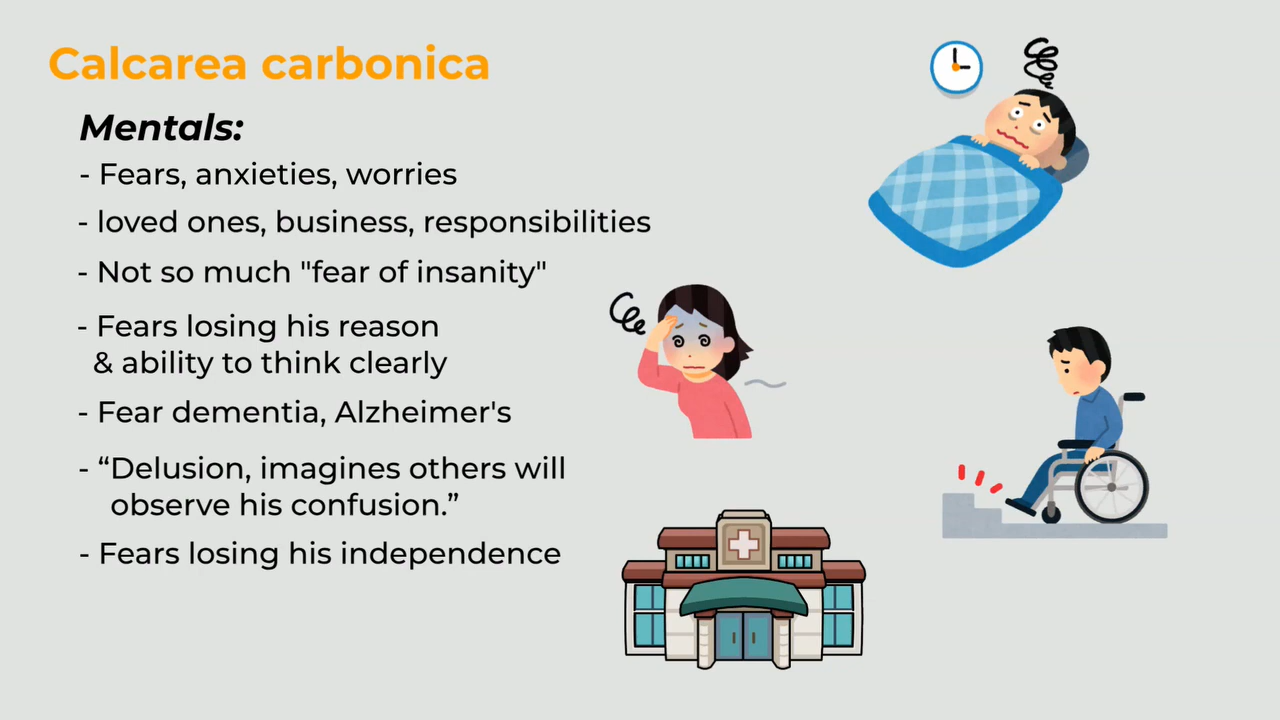 Calcarea carbonica
Mentals:
- Fears, anxieties, worries
- loved ones, business, responsibilities
- Not so much "fear of insanity"
- Fears losing his reason
& ability to think clearly
- Fear dementia, Alzheimer's
- “Delusion, imagines others will
observe his confusion.”
- Fears losing his independence